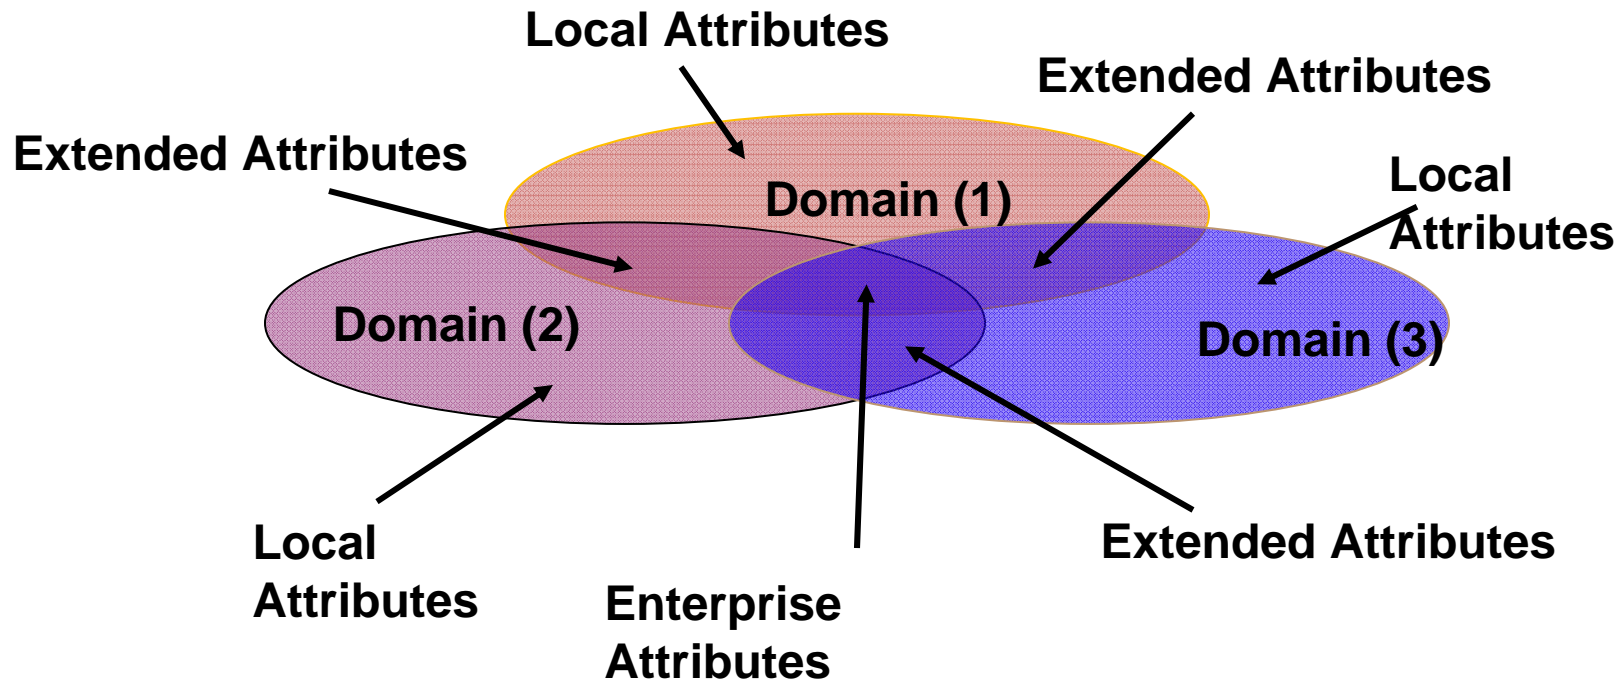 Local Attributes
Extended Attributes
Extended Attributes
Local
Attributes
Domain (1)
Domain (2)
Domain (3)
Local
Attributes
Enterprise
Attributes
Extended Attributes